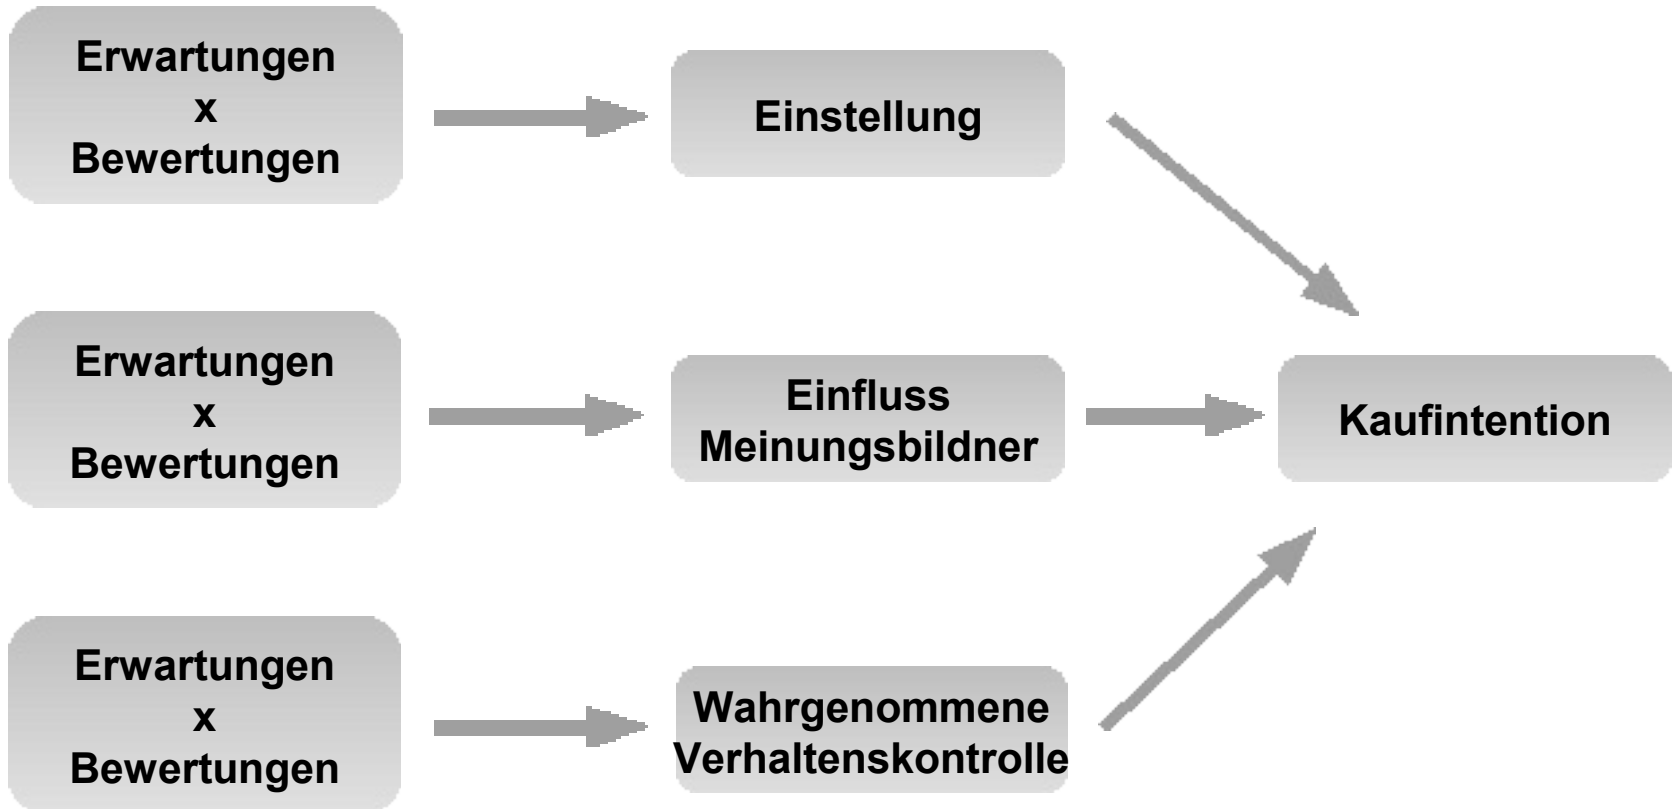 Erwartungen
x
Bewertungen
Einstellung
Erwartungen
x
Bewertungen
Einfluss
Meinungsbildner
Kaufintention
Erwartungen
x
Bewertungen
Wahrgenommene
Verhaltenskontrolle